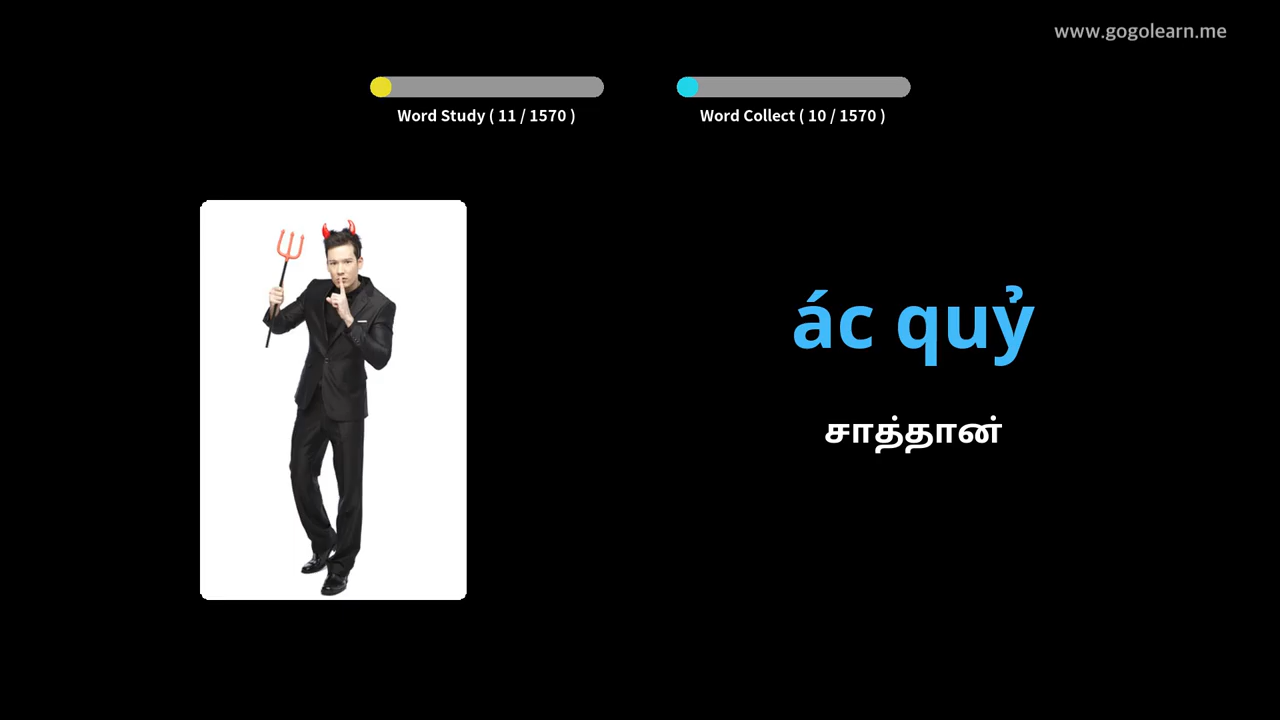 www.gogolearn.me
Word Study ( 11 / 1570 )
Word Collect ( 10 / 1570 )
ác quỷ
சாத்தான்